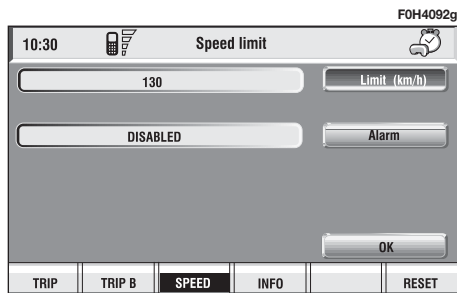 F0H4092g
10:30 Speed limit
130 Limit (km/h)
DISABLED Alarm
OK
TRIP TRIP B SPEED INFO RESET